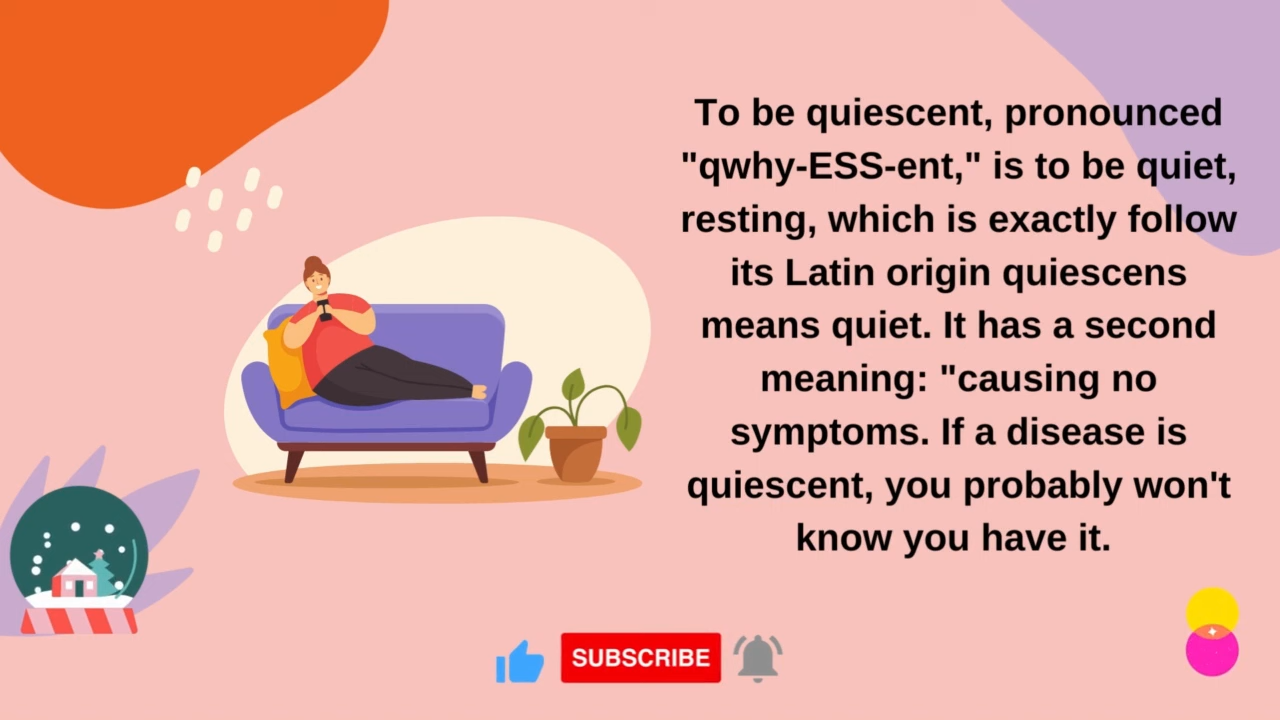 To be quiescent, pronounced
"qwhy-ESS-ent," is to be quiet,
resting, which is exactly follow
its Latin origin quiescens
means quiet. It has a second
meaning: "causing no
symptoms. If a disease is
quiescent, you probably won't
know you have it.
SUBSCRIBE